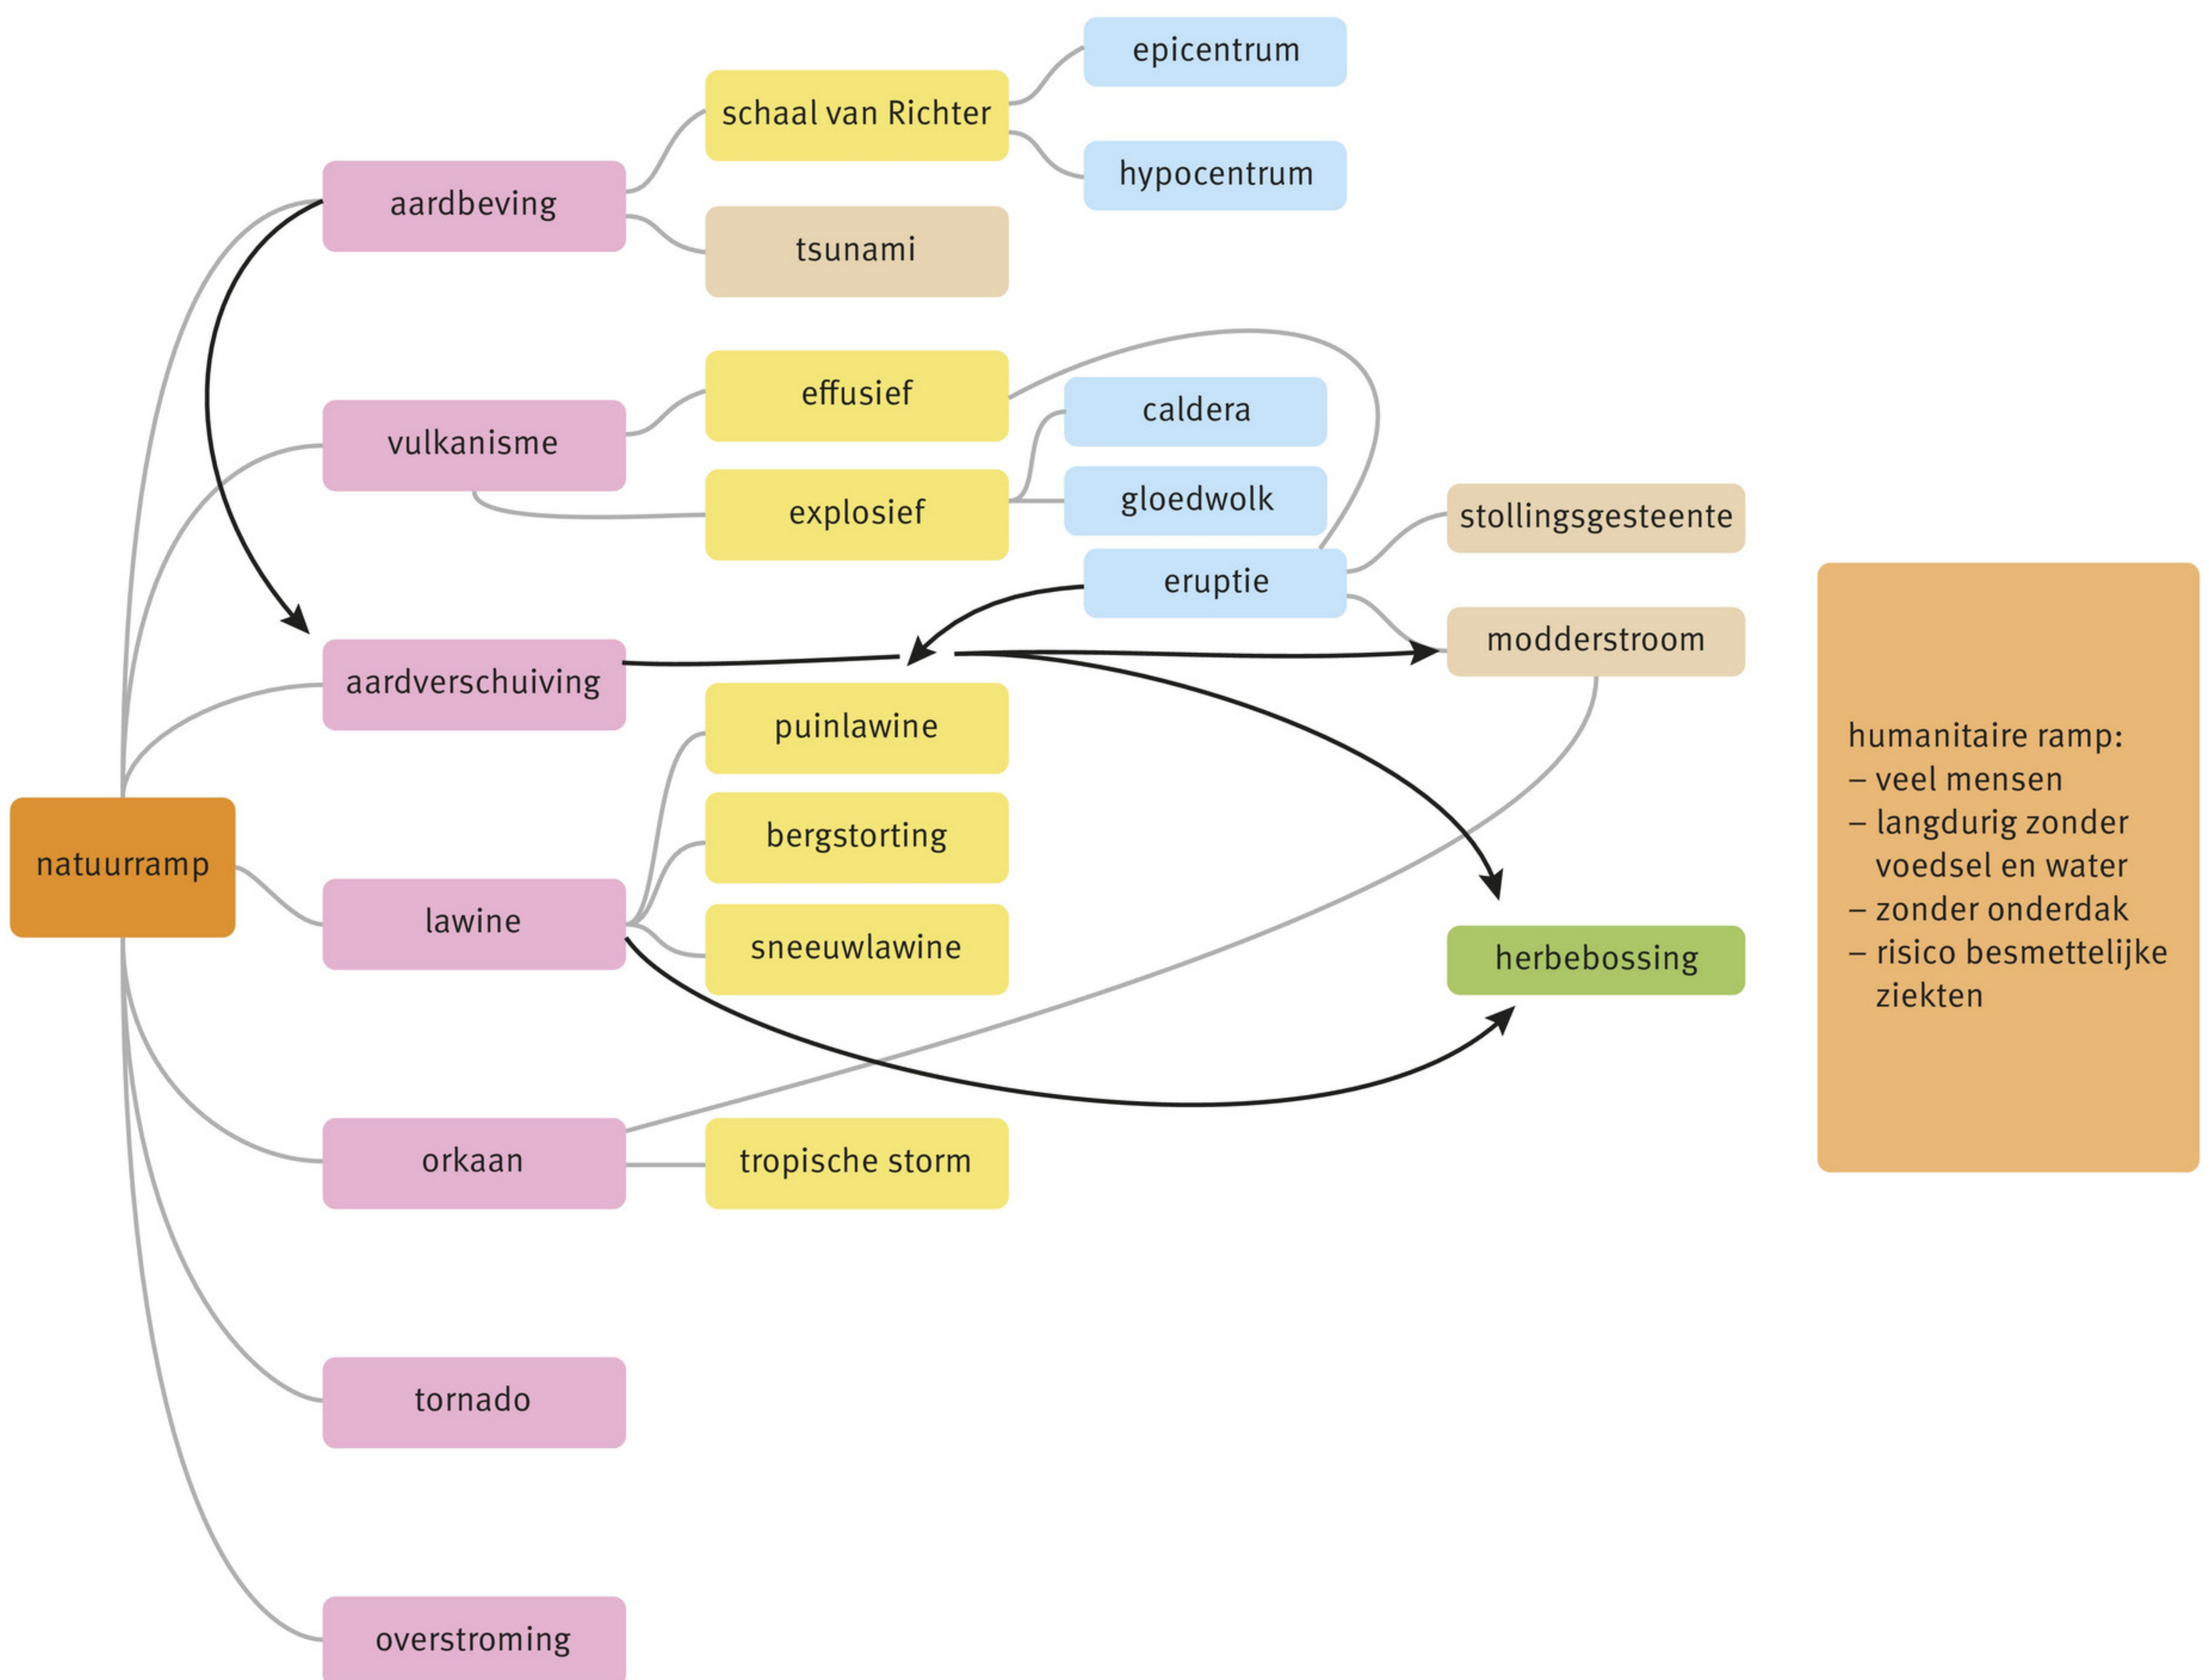 epicentrum
schaal van Richter
hypocentrum
aardbeving
tsunami
effusief
caldera
vulkanisme
gloedwolk
explosief
stollingsgesteente
eruptie
modderstroom
aardverschuiving
puinlawine
bergstorting
natuurramp
lawine
sneeuwlawine
herbebossing
humanitaire ramp:
– veel mensen
– langdurig zonder
voedsel en water
– zonder onderdak
– risico besmettelijke
ziekten
orkaan
tropische storm
tornado
overstroming